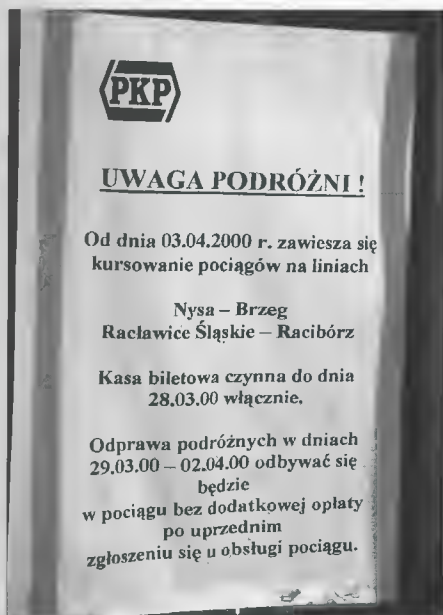 PKP
UWAGA PODRÓŻNI !
Od dnia 03.04.2000 r. zawiesza się
kursowanie pociągów na liniach
Nysa – Brzeg
Racławice Śląskie – Racibórz
Kasa biletowa czynna do dnia
28.03.00 włącznie.
Odprawa podróżnych w dniach
29.03.00 – 02.04.00 odbywać się
będzie
w pociągu bez dodatkowej opłaty
po uprzednim
zgłoszeniu się u obsługi pociągu.